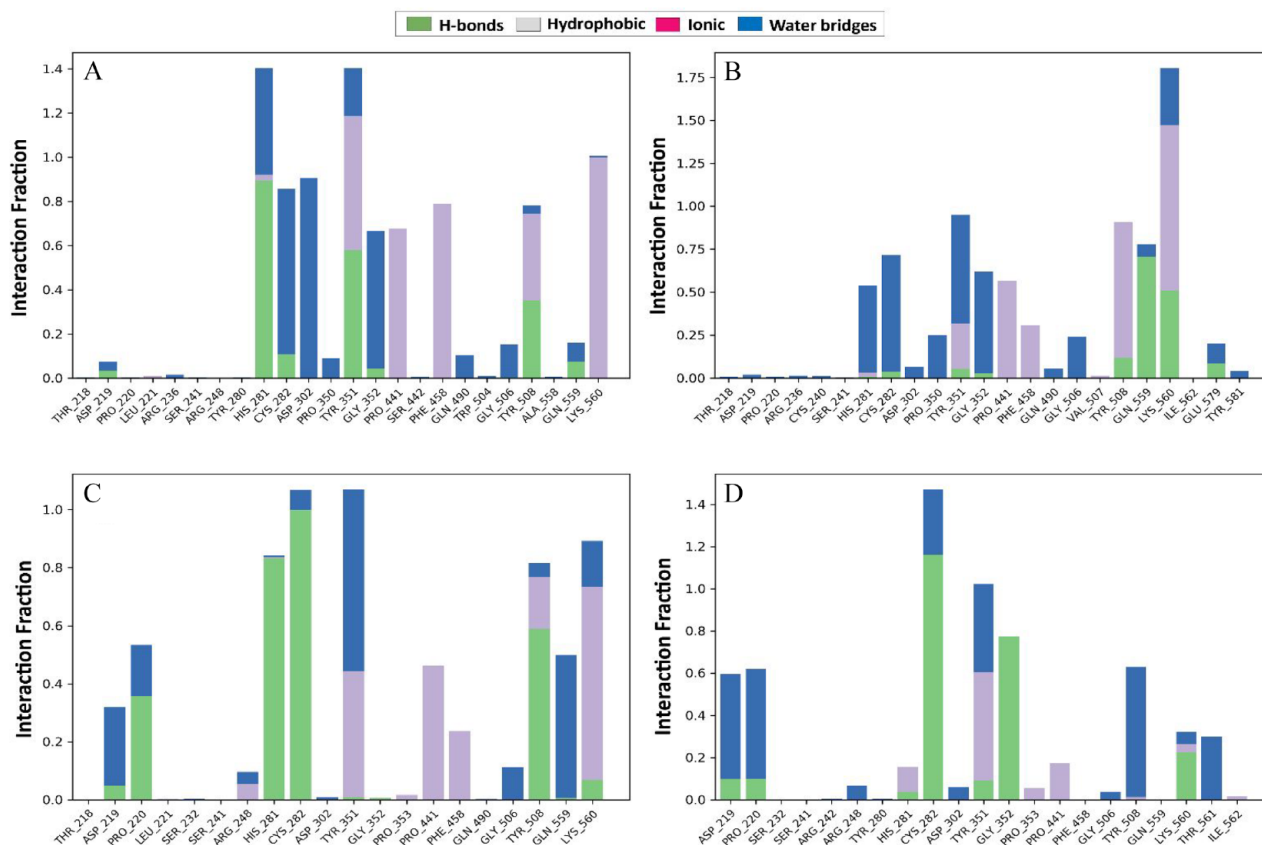 H-bonds Hydrophobic Ionic Water bridges
A
Interaction Fraction
1.4
1.2
1.0
0.8
0.6
0.4
0.2
0.0
THR_218 ASP_219 PRO_220 LEU_221 ARG_236 SER_241 ARG_248 TYR_280 HIS_281 CYS_282 ASP_302 PRO_350 TYR_351 GLY_352 PRO_441 SER_442 PHE_458 GLN_490 TRP_504 GLY_506 TYR_508 ALA_558 GLN_559 LYS_560
B
Interaction Fraction
1.75
1.50
1.25
1.00
0.75
0.50
0.25
0.00
THR_218 ASP_219 PRO_220 ARG_236 CYS_240 SER_241 HIS_281 CYS_282 ASP_302 PRO_350 TYR_351 GLY_352 PRO_441 PHE_458 GLN_490 GLY_506 VAL_507 TYR_508 GLN_559 LYS_560 ILE_562 GLU_579 TYR_581
C
Interaction Fraction
1.0
0.8
0.6
0.4
0.2
0.0
THR_218 ASP_219 PRO_220 LEU_221 SER_232 SER_241 ARG_248 HIS_281 CYS_282 ASP_302 TYR_351 GLY_352 PRO_353 PRO_441 PHE_458 GLN_490 GLY_506 TYR_508 GLN_559 LYS_560
D
Interaction Fraction
1.4
1.2
1.0
0.8
0.6
0.4
0.2
0.0
ASP_219 PRO_220 SER_232 SER_241 ARG_242 ARG_248 TYR_280 HIS_281 CYS_282 ASP_302 TYR_351 GLY_352 PRO_353 PRO_441 PHE_458 GLY_506 TYR_508 GLN_559 LYS_560 THR_561 ILE_562